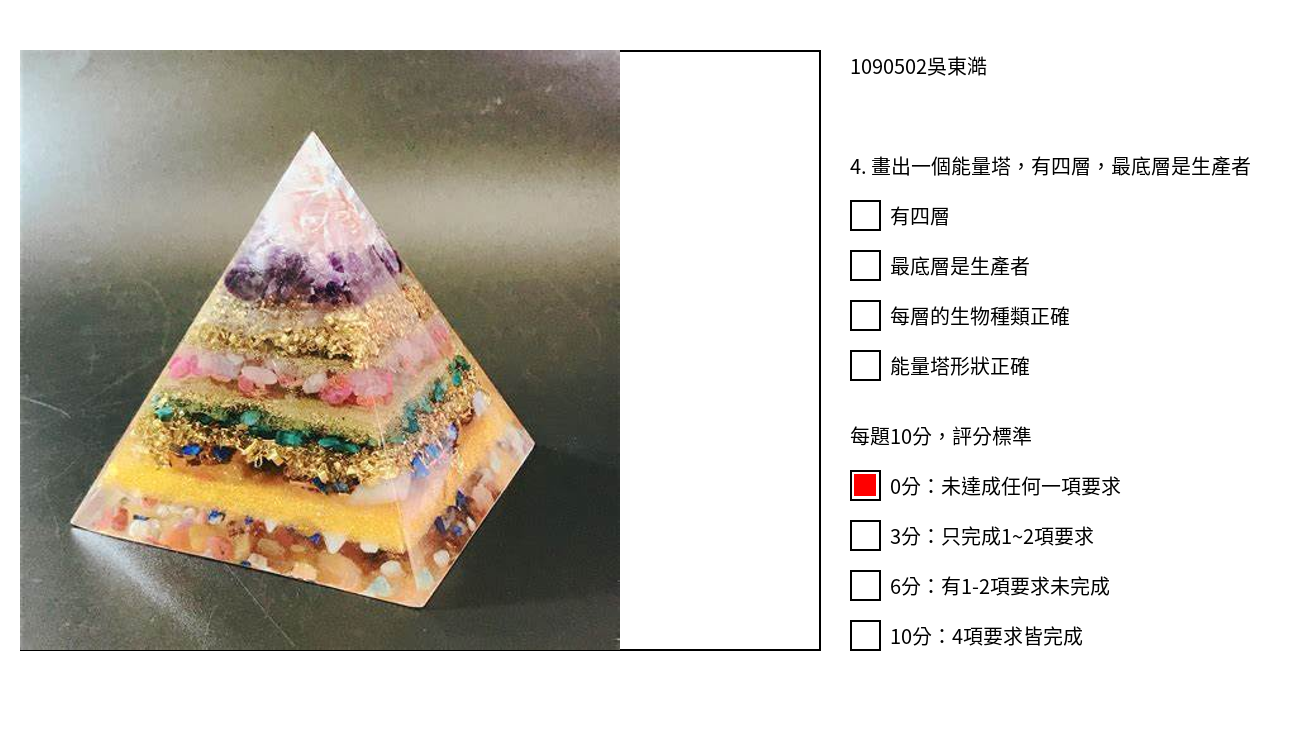 1090502吳東澔
4. 畫出一個能量塔，有四層，最底層是生產者
有四層
最底層是生產者
每層的生物種類正確
能量塔形狀正確
每題10分，評分標準
0分：未達成任何一項要求
3分：只完成1~2項要求
6分：有1-2項要求未完成
10分：4項要求皆完成